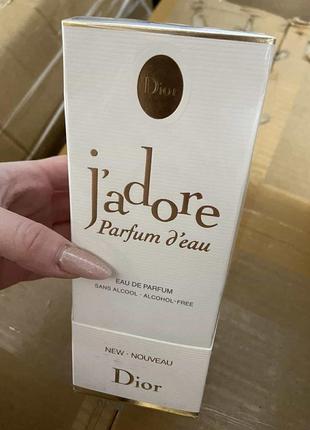 Dior
j'adore
Parfum d'eau
EAU DE PARFUM
SANS ALCOOL · ALCOHOL-FREE
NEW · NOUVEAU
Dior